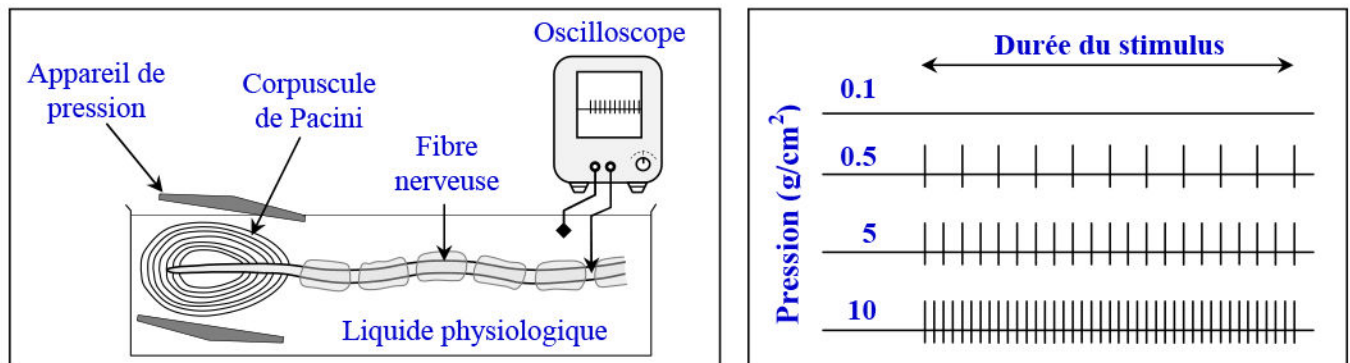 Oscilloscope
Appareil de
pression
Corpuscule
de Pacini
Fibre
nerveuse
Liquide physiologique
Durée du stimulus
Pression (g/cm²)
0.1
0.5
5
10